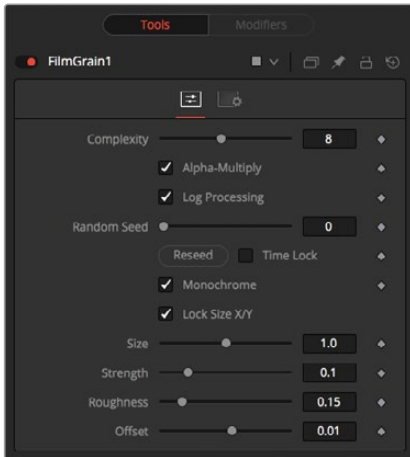 Tools Modifiers
FilmGrain1
Complexity 8
Alpha-Multiply
Log Processing
Random Seed 0
Reseed Time Lock
Monochrome
Lock Size X/Y
Size 1.0
Strength 0.1
Roughness 0.15
Offset 0.01